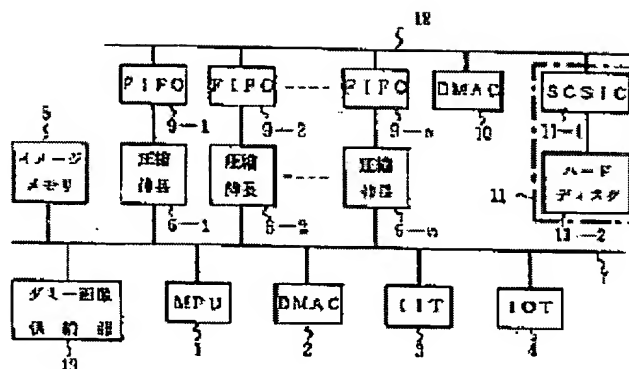 12
FIFO
FIFO
FIFO
DMAC
SCSIC
5
9-1
9-2
9-n
10
11-1
イメージ
メモリ
圧縮
伸長
圧縮
伸長
圧縮
伸長
11
ハード
ディスク
6-1
6-2
6-n
11-2
7
ダミー画像
供給部
MPU
DMAC
IIT
IOT
13
1
2
3
4